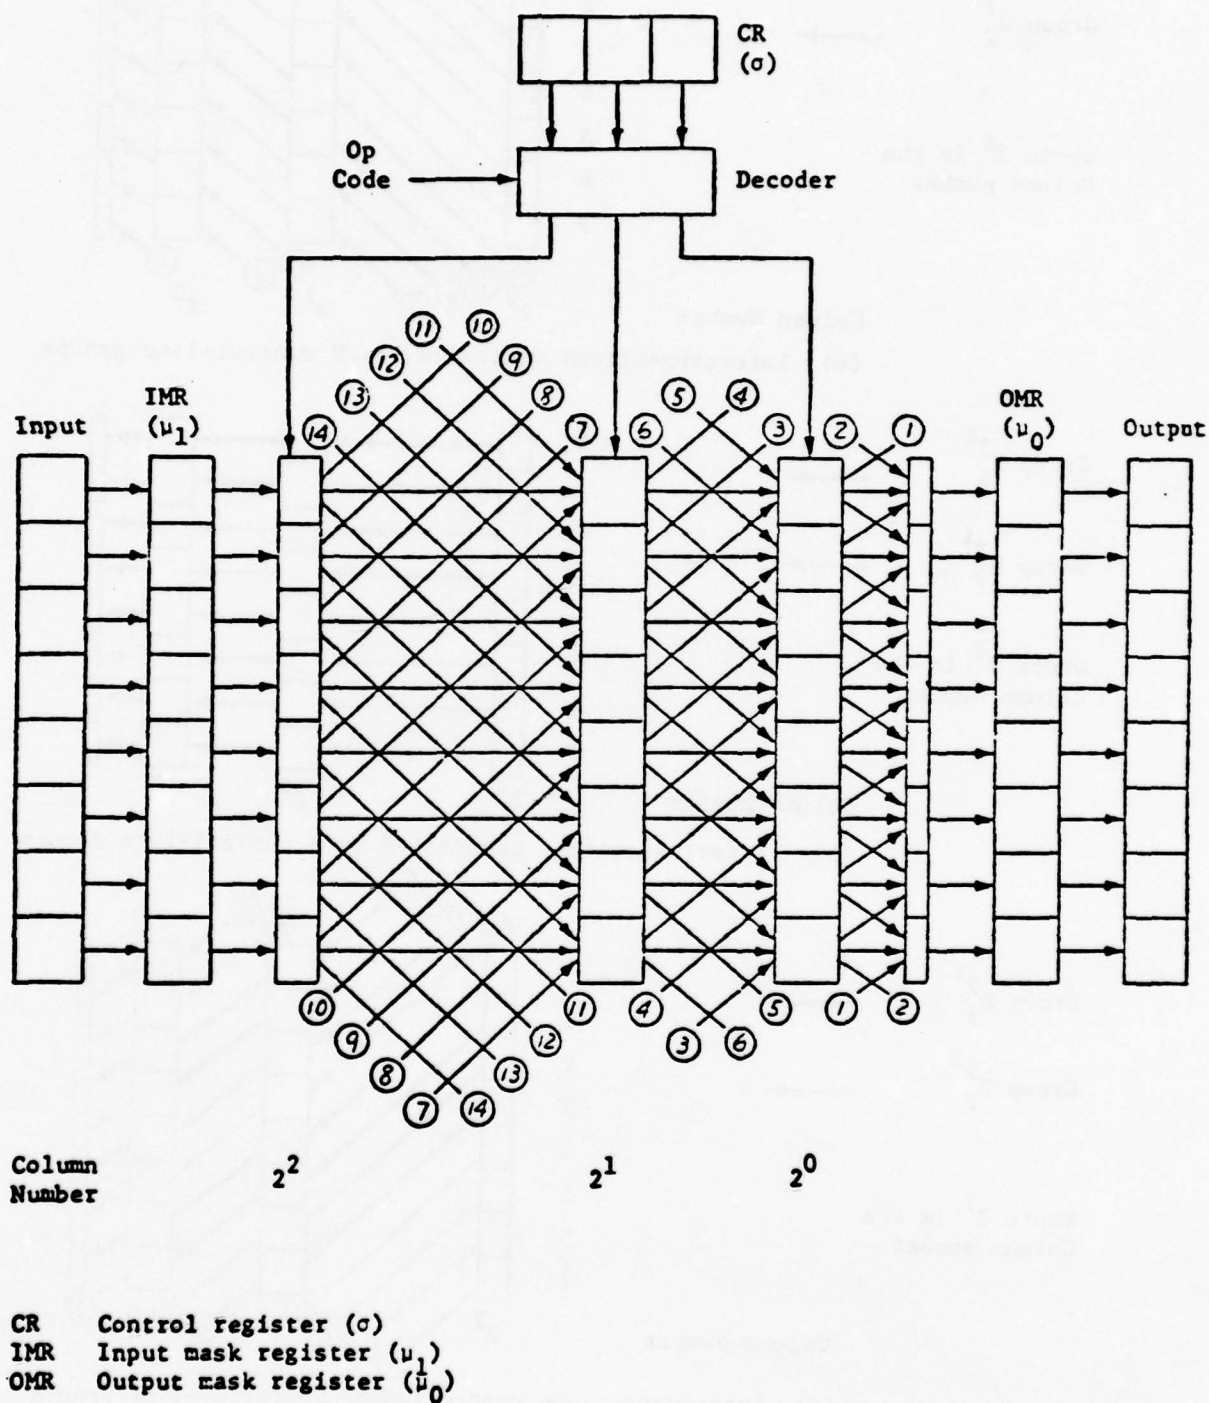 CR
(σ)
Op
Code
Decoder
⑪ ⑩
⑫ ⑨
⑬ ⑧ ⑤ ④
⑭ ⑦ ⑥ ③ ② ①
Input
IMR
(μ₁)
OMR
(μ₀)
Output
⑩ ⑪ ④ ⑤ ① ②
⑨ ⑫ ③ ⑥
⑧ ⑬
⑦ ⑭
Column
Number
2² 2¹ 2⁰
CR Control register (σ)
IMR Input mask register (μ₁)
OMR Output mask register (μ₀)